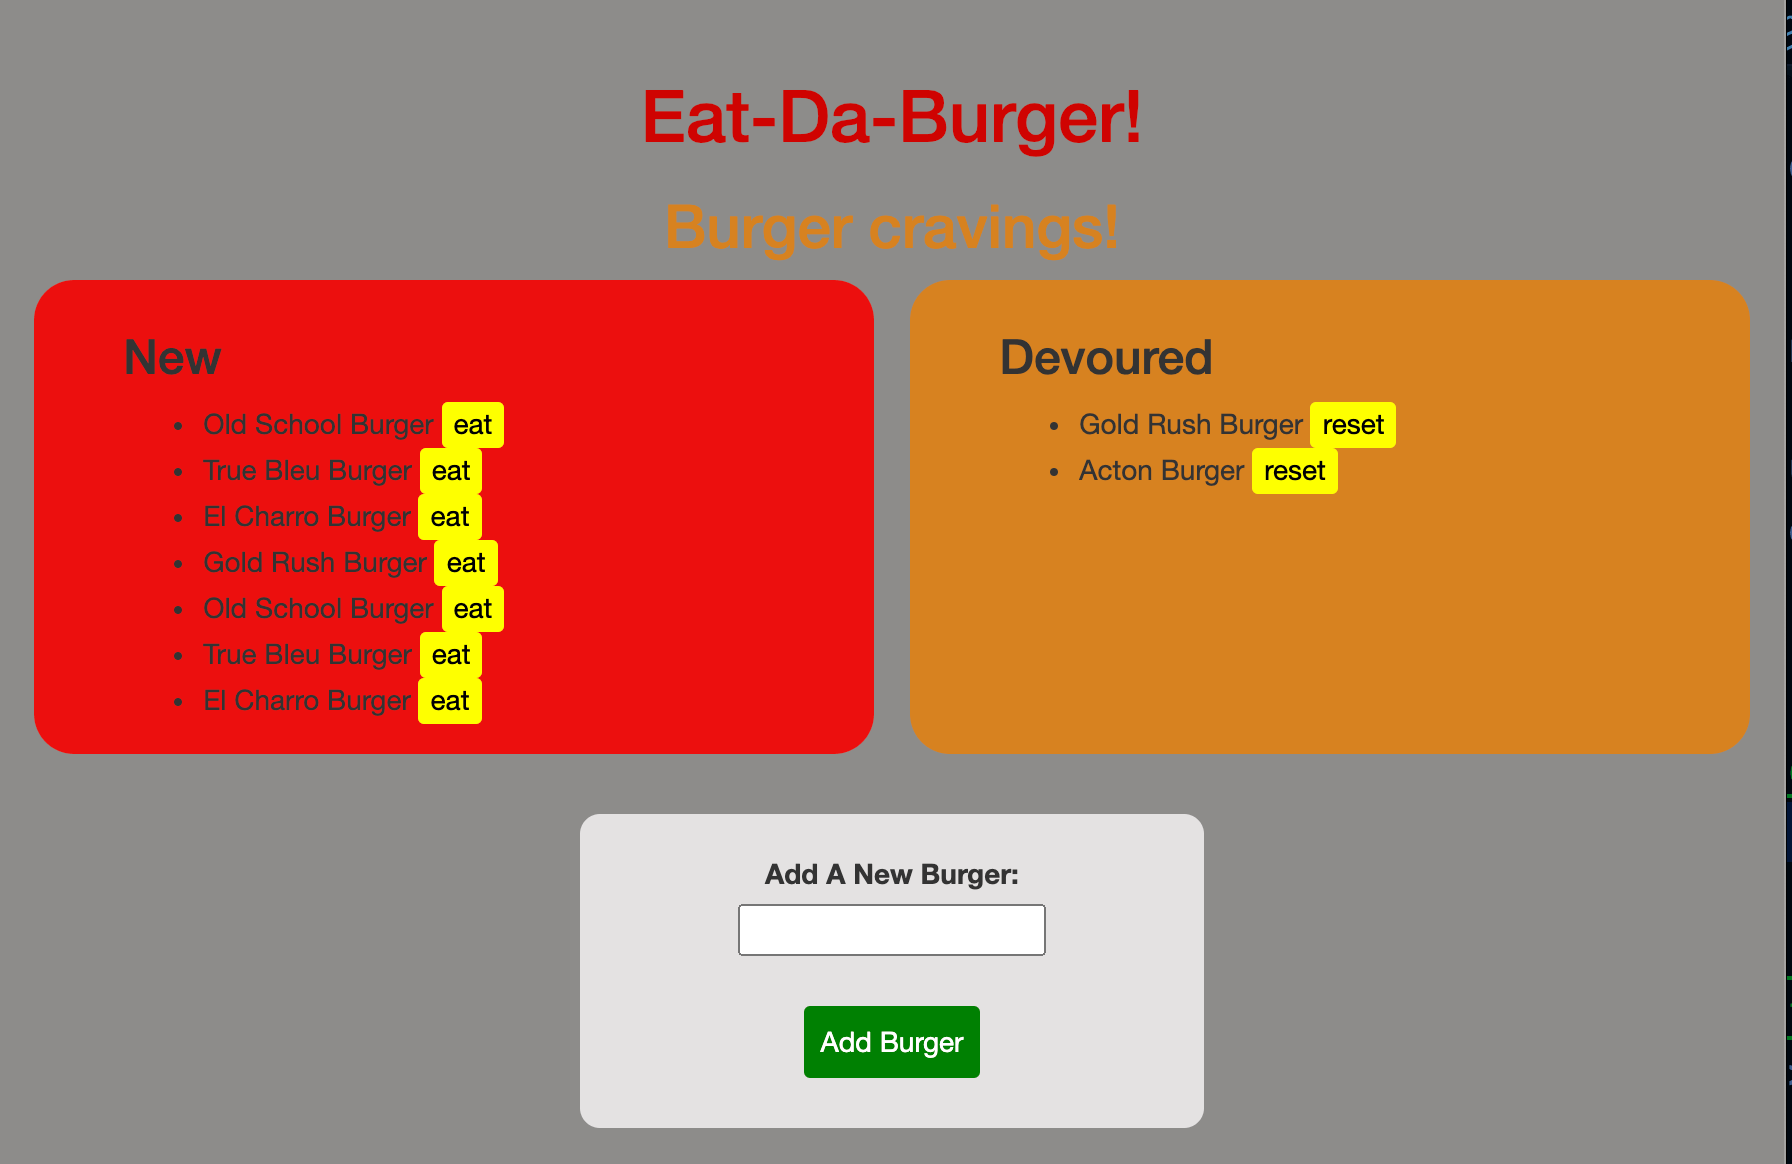 Eat-Da-Burger!
Burger cravings!
New
Old School Burger eat
True Bleu Burger eat
El Charro Burger eat
Gold Rush Burger eat
Old School Burger eat
True Bleu Burger eat
El Charro Burger eat
Devoured
Gold Rush Burger reset
Acton Burger reset
Add A New Burger:
Add Burger